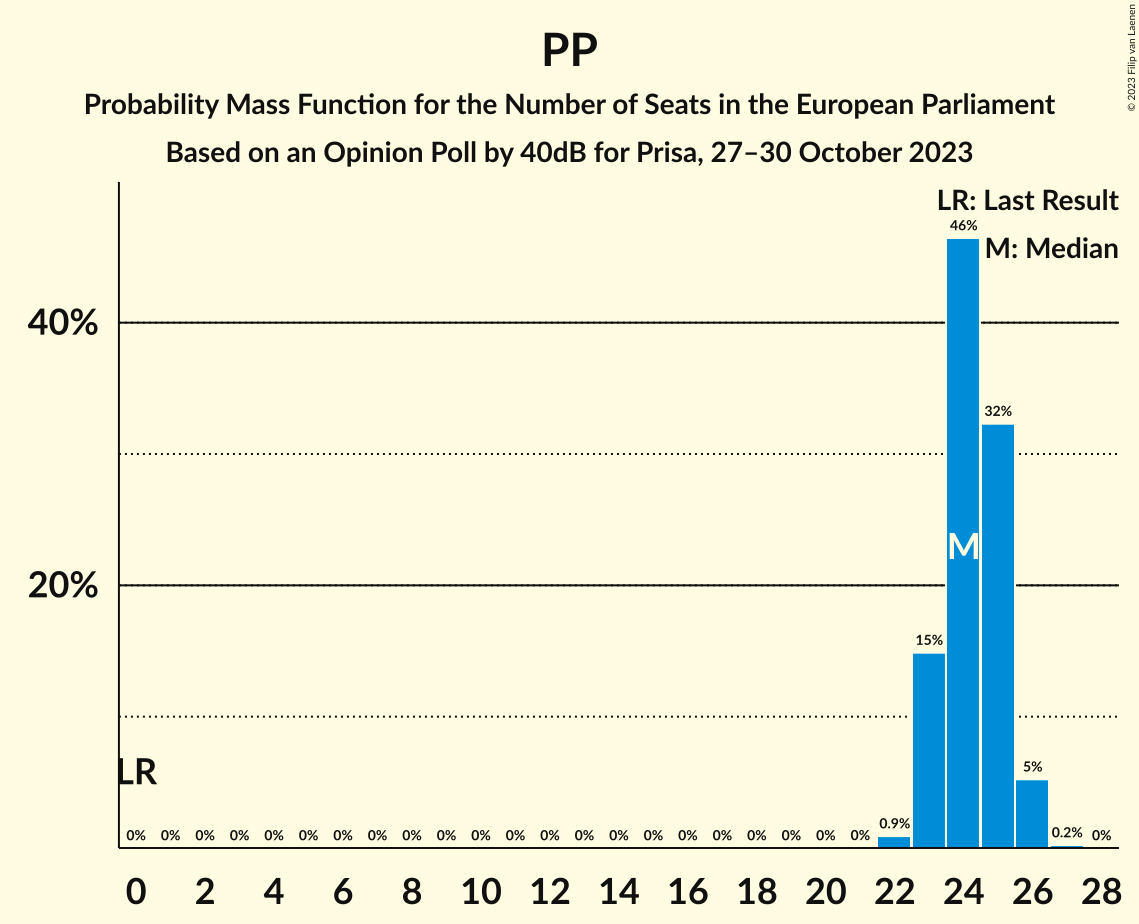 PP
Probability Mass Function for the Number of Seats in the European Parliament
Based on an Opinion Poll by 40dB for Prisa, 27–30 October 2023
© 2023 Filip van Laenen
LR: Last Result
M: Median
46%
40%
32%
M
20%
15%
LR
5%
0% 0% 0% 0% 0% 0% 0% 0% 0% 0% 0% 0% 0% 0% 0% 0% 0% 0% 0% 0% 0% 0% 0.9% 0.2% 0%
0 2 4 6 8 10 12 14 16 18 20 22 24 26 28